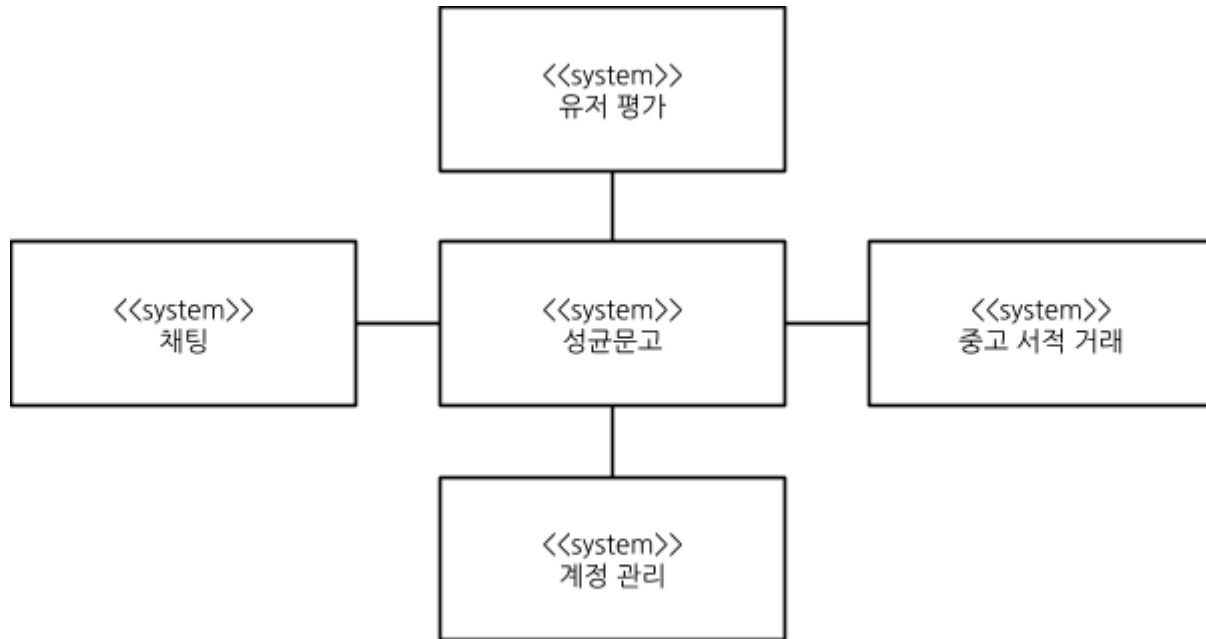 <<system>>
유저 평가
<<system>>
채팅
<<system>>
성균문고
<<system>>
중고 서적 거래
<<system>>
계정 관리